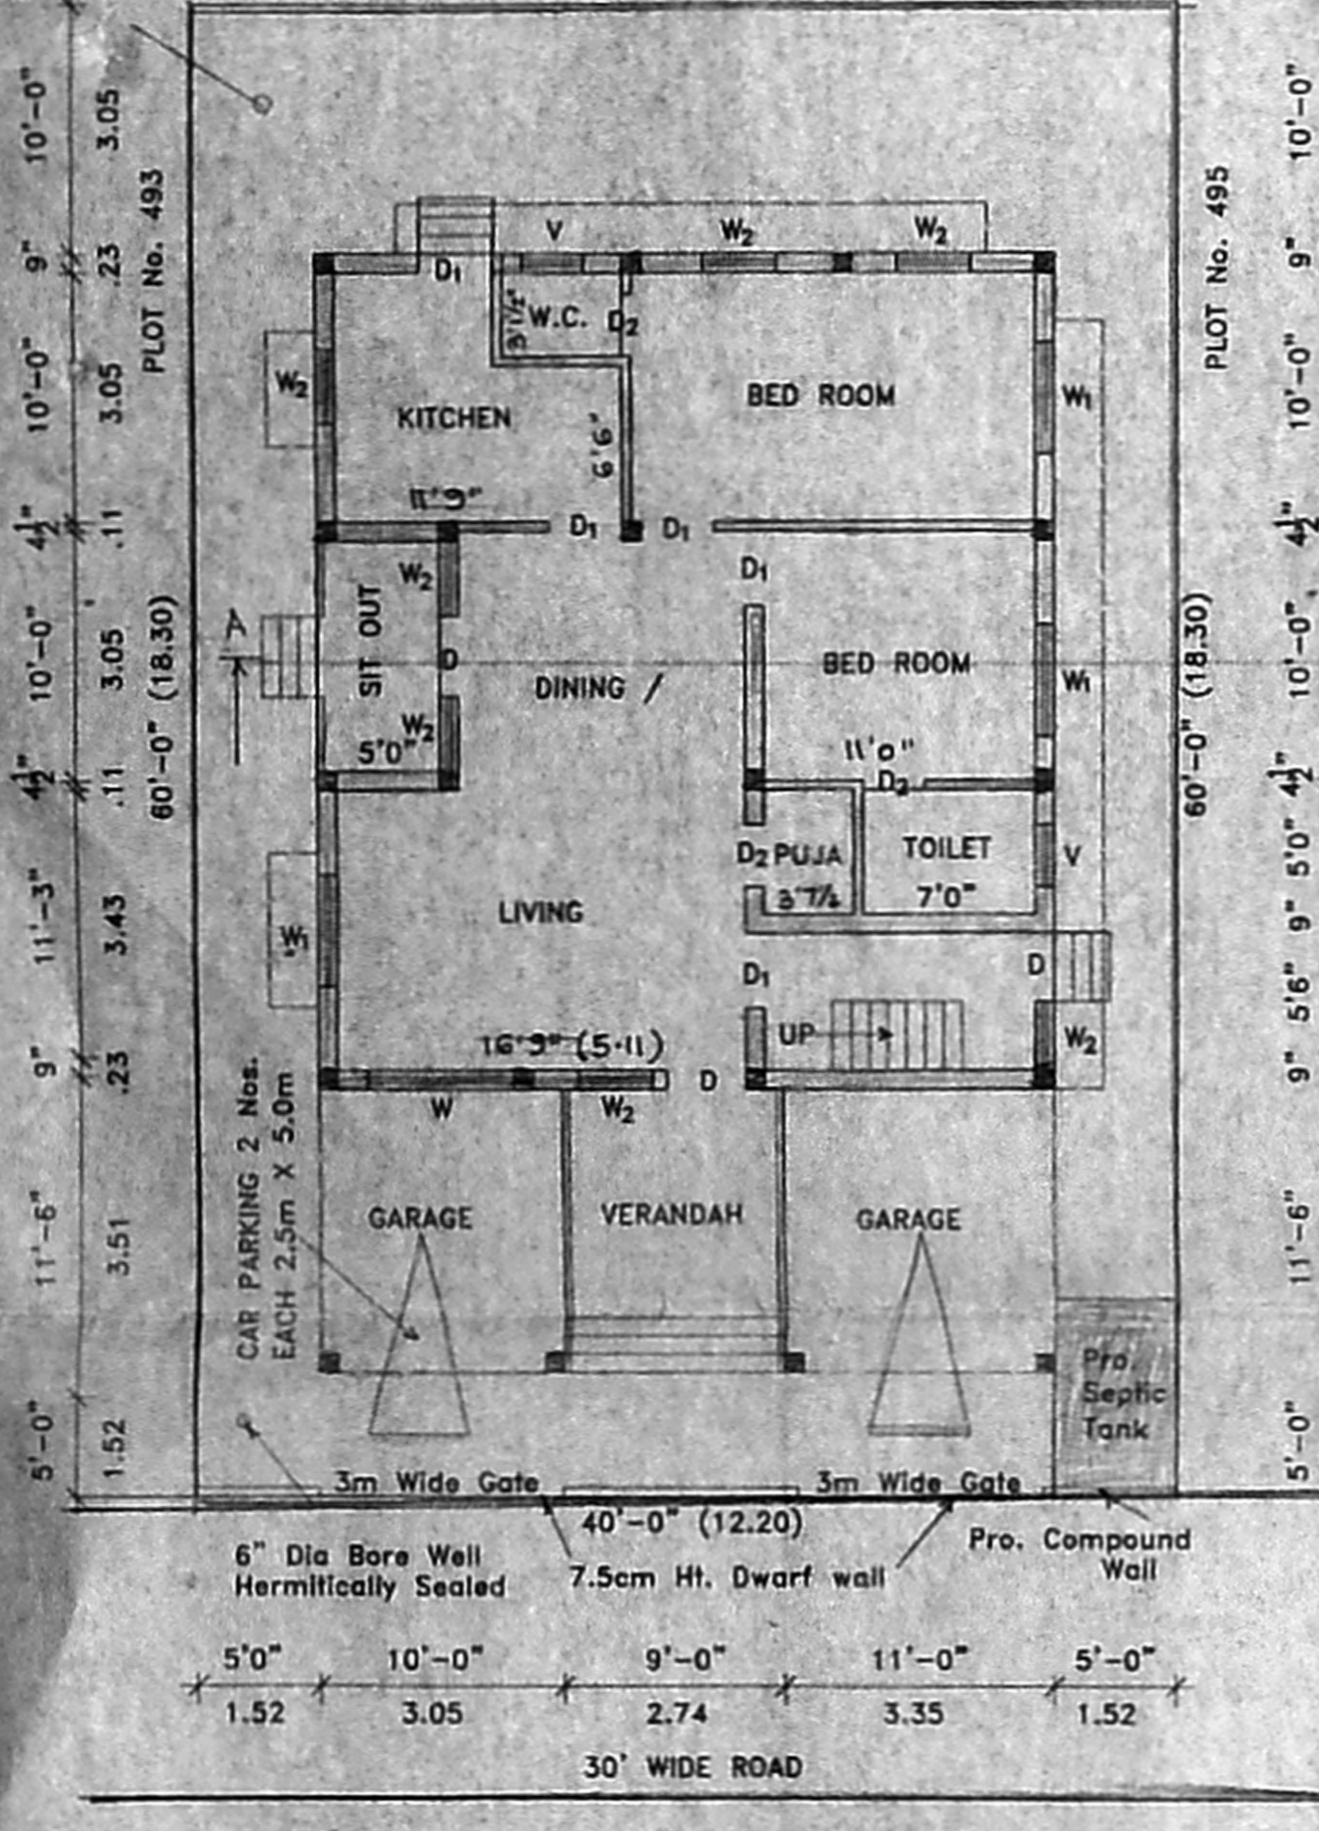 10'-0"
3.05
PLOT No. 493
9"
.23
10'-0"
3.05
4½"
.11
10'-0"
3.05
60'-0" (18.30)
4½"
.11
11'-3"
3.43
9"
.23
11'-6"
3.51
5'-0"
1.52
V
W2
W2
D1
3'1½"
W.C.
D2
W2
KITCHEN
BED ROOM
W1
6'6"
11'9"
D1
D1
W2
D1
SIT OUT
A
D
DINING /
BED ROOM
W1
W2
5'0"
11'0"
D2
D2
PUJA
TOILET
V
3'7½
7'0"
LIVING
W1
D1
D
UP
W2
16'9" (5.11)
D
W
W2
CAR PARKING 2 Nos.
EACH 2.5m X 5.0m
GARAGE
VERANDAH
GARAGE
Pro.
Septic
Tank
3m Wide Gate
3m Wide Gate
40'-0" (12.20)
6" Dia Bore Well
Hermitically Sealed
7.5cm Ht. Dwarf wall
Pro. Compound
Wall
10'-0"
PLOT No. 495
9"
10'-0"
4½"
10'-0"
60'-0" (18.30)
4½"
5'0"
9"
5'6"
9"
11'-6"
5'-0"
5'0" 10'-0" 9'-0" 11'-0" 5'-0"
1.52 3.05 2.74 3.35 1.52
30' WIDE ROAD